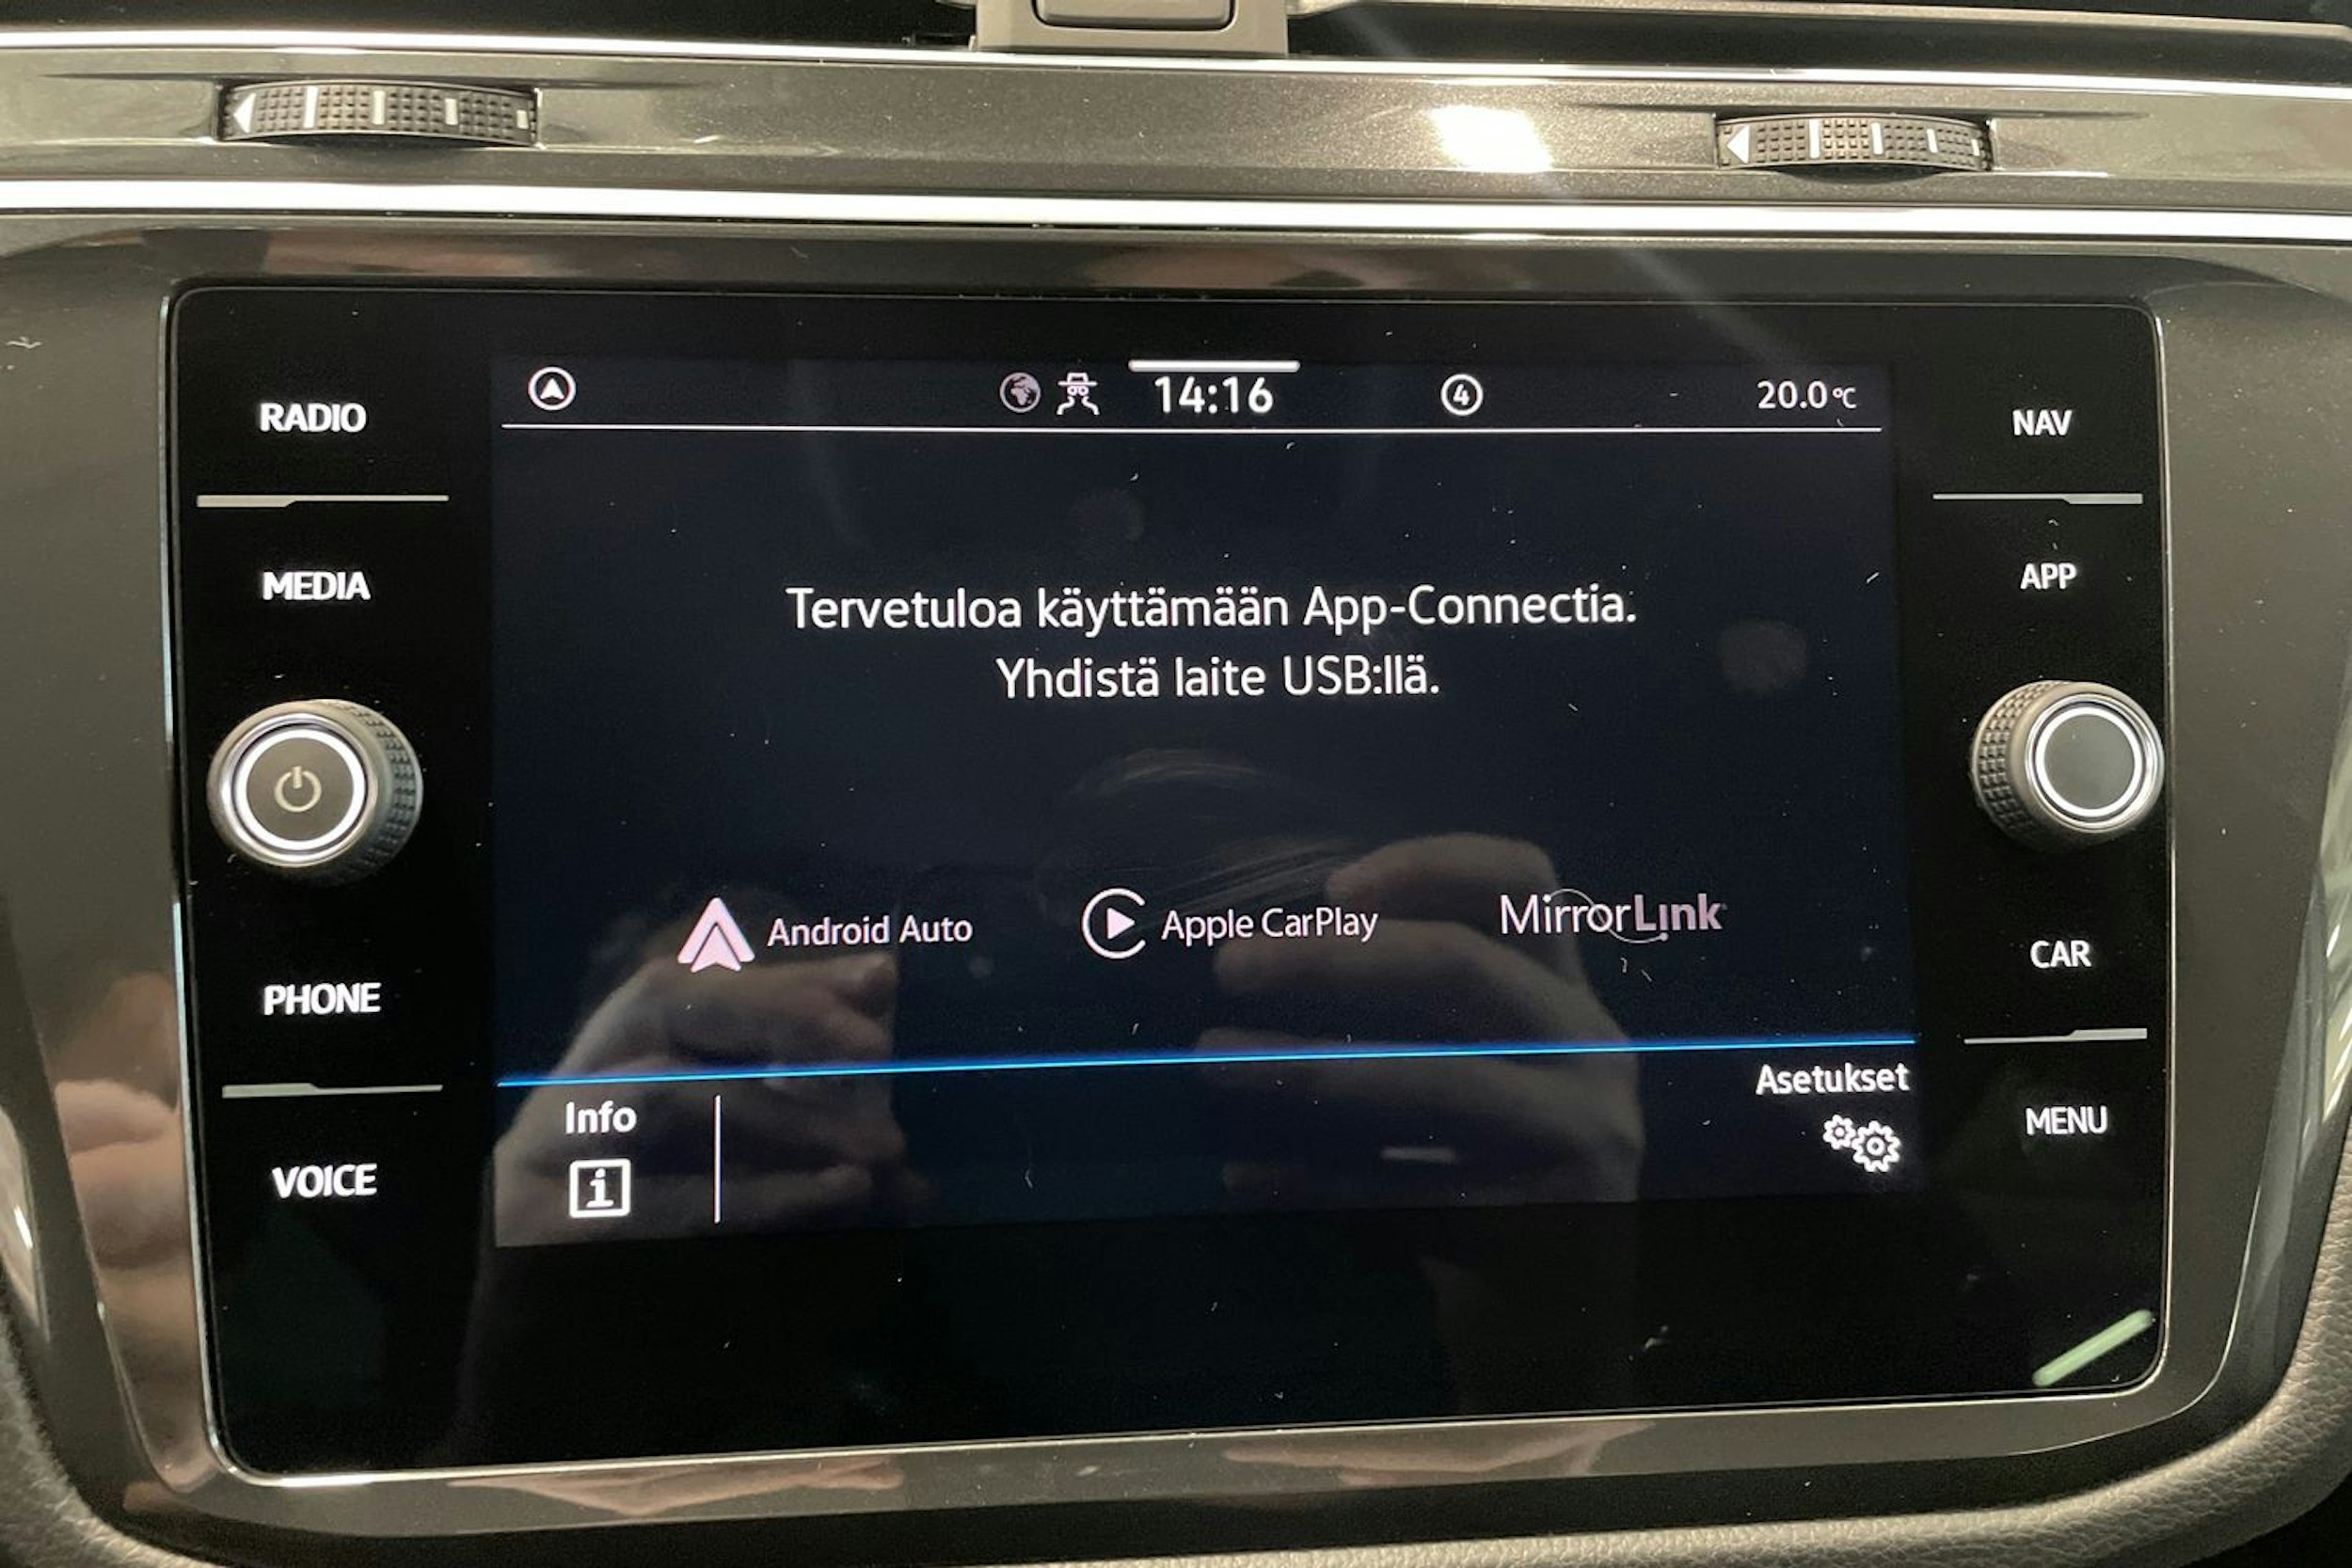 14:16
4
20.0°C
RADIO
NAV
MEDIA
APP
Tervetuloa käyttämään App-Connectia.
Yhdistä laite USB:llä.
Android Auto
Apple CarPlay
MirrorLink
PHONE
CAR
Info
Asetukset
VOICE
MENU